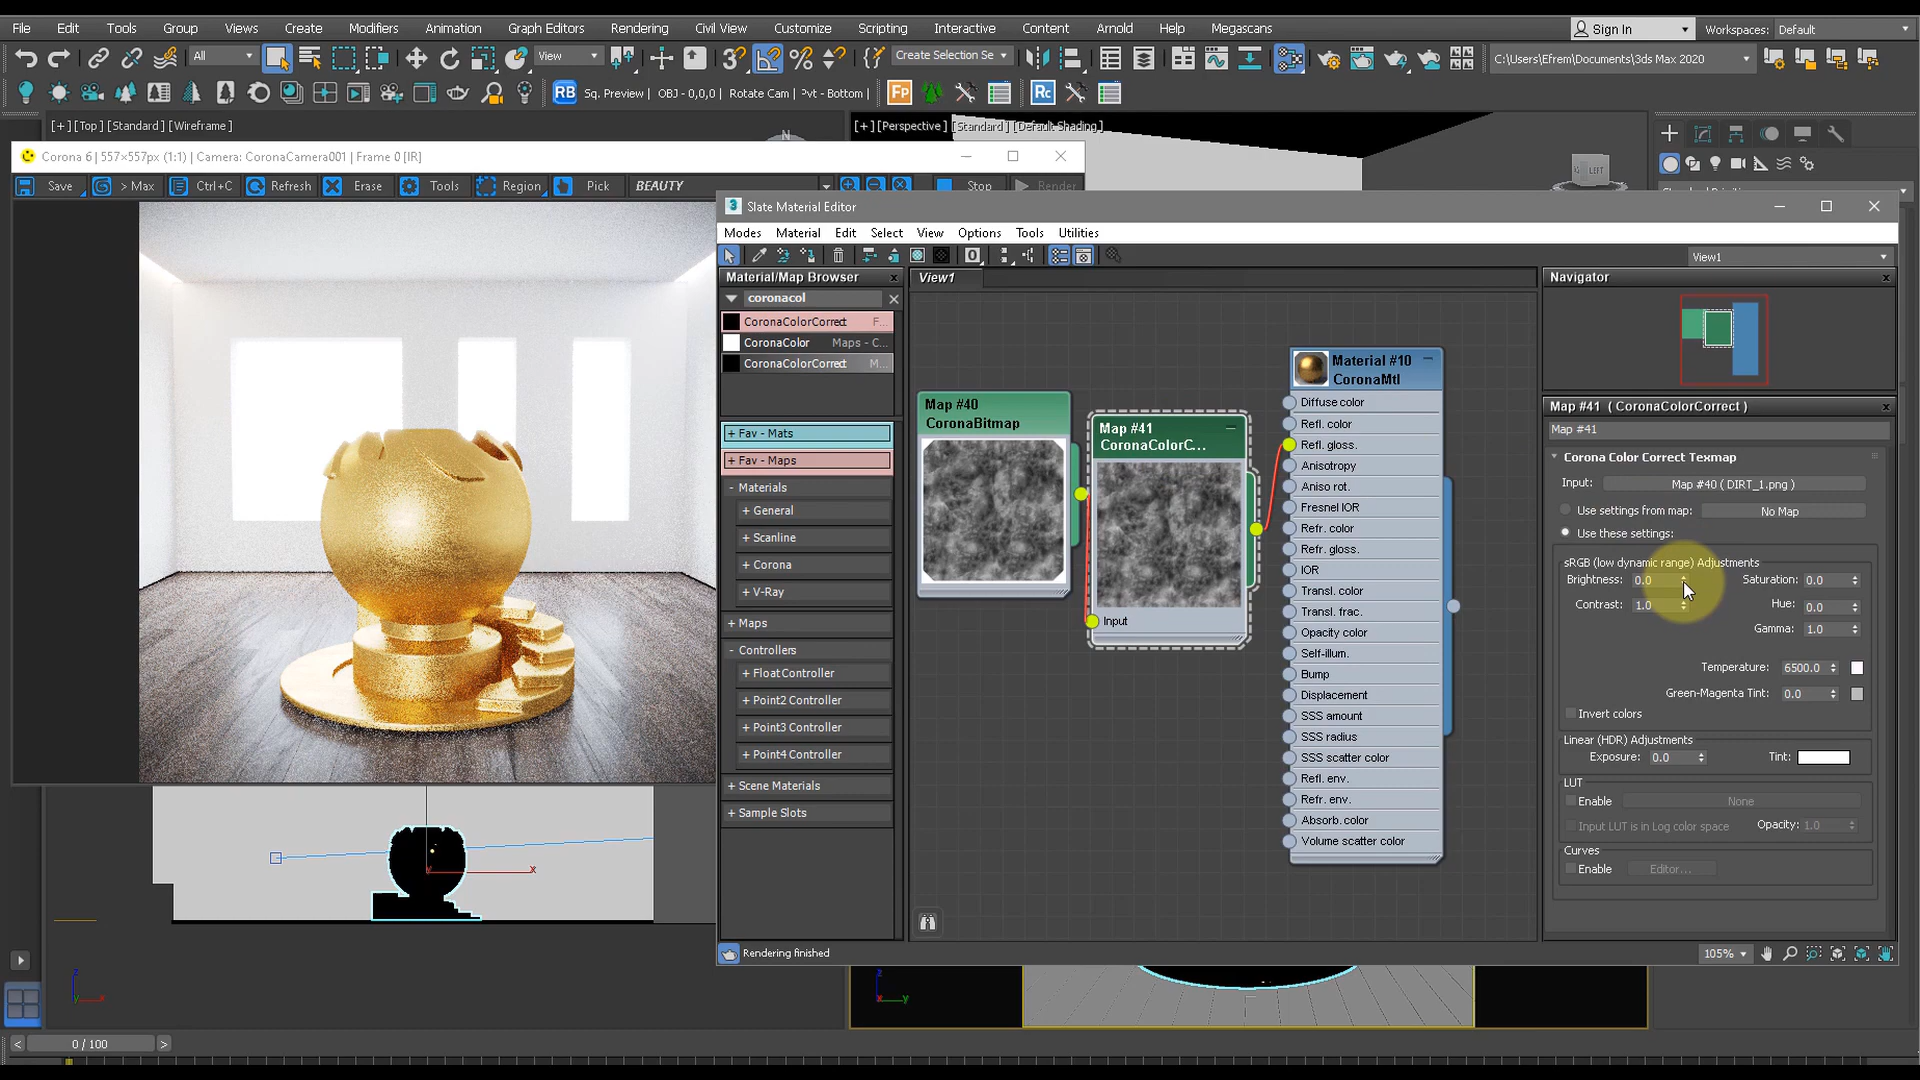 File Edit Tools Group Views Create Modifiers Animation Graph Editors Rendering Civil View Customize Scripting Interactive Content Arnold Help Megascans Sign In Workspaces: Default
All View Create Selection Se C:\Users\Efrem\Documents\3ds Max 2020
RB Sq. Preview | OBJ - 0,0,0 | Rotate Cam | Pvt - Bottom | Fp Rc
[+] [Top] [Standard] [Wireframe]
[+] [Perspective] [Standard] [Default Shading]
Corona 6 | 557×557px (1:1) | Camera: CoronaCamera001 | Frame 0 [IR]
Save > Max Ctrl+C Refresh Erase Tools Region Pick BEAUTY Stop Render
LEFT
3 Slate Material Editor
Modes Material Edit Select View Options Tools Utilities
View1
Material/Map Browser
View1
Navigator
coronacol
CoronaColorCorrect F...
CoronaColor Maps - C...
CoronaColorCorrect M...
+ Fav - Mats
+ Fav - Maps
- Materials
+ General
+ Scanline
+ Corona
+ V-Ray
+ Maps
- Controllers
+ Float Controller
+ Point2 Controller
+ Point3 Controller
+ Point4 Controller
+ Scene Materials
+ Sample Slots
Map #40
CoronaBitmap
Map #41
CoronaColorC...
Input
Material #10
CoronaMtl
Diffuse color
Refl. color
Refl. gloss.
Anisotropy
Aniso rot.
Fresnel IOR
Refr. color
Refr. gloss.
IOR
Transl. color
Transl. frac.
Opacity color
Self-illum.
Bump
Displacement
SSS amount
SSS radius
SSS scatter color
Refl. env.
Refr. env.
Absorb. color
Volume scatter color
Map #41 ( CoronaColorCorrect )
Map #41
Corona Color Correct Texmap
Input: Map #40 ( DIRT_1.png )
Use settings from map: No Map
Use these settings:
sRGB (low dynamic range) Adjustments
Brightness: 0.0 Saturation: 0.0
Contrast: 1.0 Hue: 0.0
Gamma: 1.0
Temperature: 6500.0
Green-Magenta Tint: 0.0
Invert colors
Linear (HDR) Adjustments
Exposure: 0.0 Tint:
LUT
Enable None
Input LUT is in Log color space Opacity: 1.0
Curves
Enable Editor...
Rendering finished
105%
z
x
y
x
z
x y
0 / 100